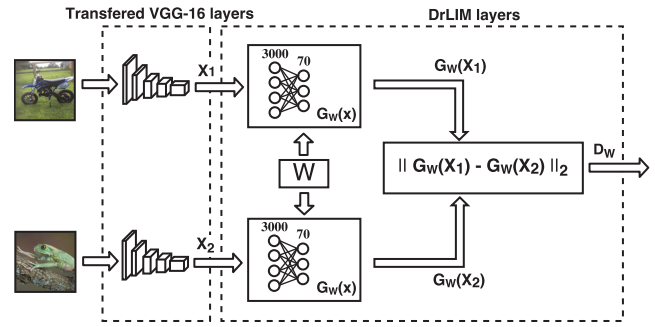 Transfered VGG-16 layers
DrLIM layers
X1
3000
70
GW(x)
GW(X1)
W
|| GW(X1) - GW(X2) ||2
DW
X2
3000
70
GW(x)
GW(X2)